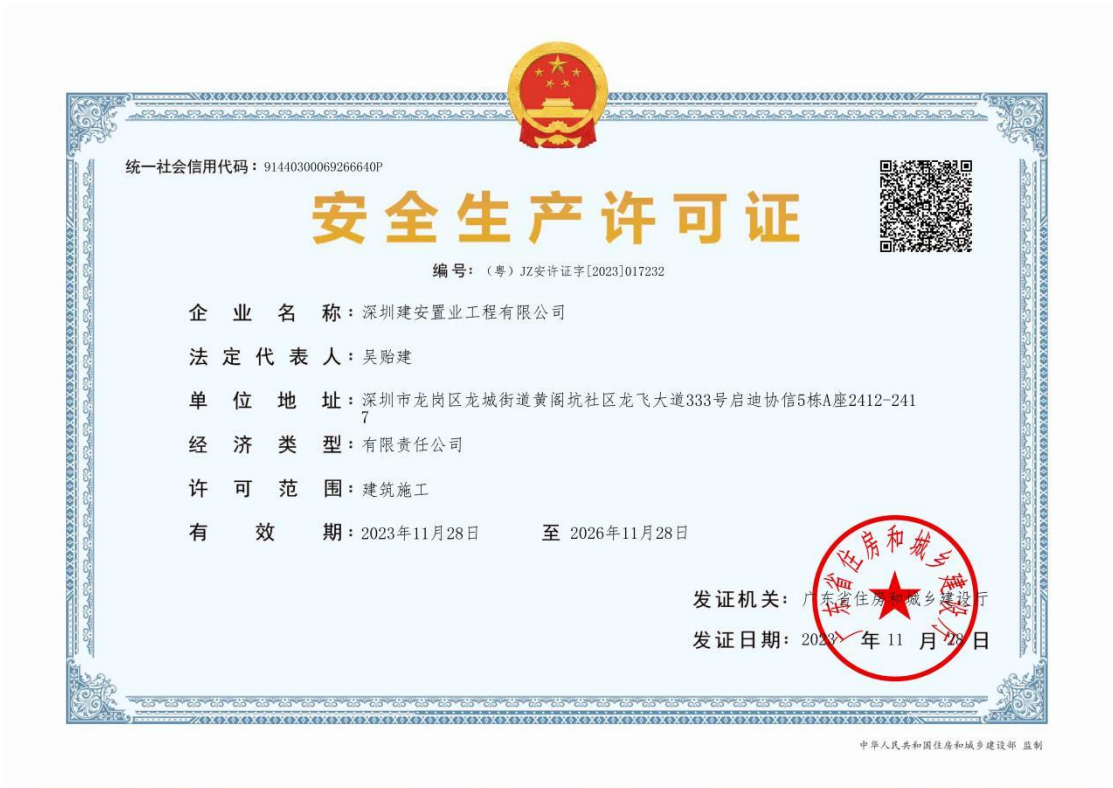 统一社会信用代码：91440300069266640P
安全生产许可证
编号：（粤）JZ安许证字[2023]017232
企业名称：深圳建安置业工程有限公司
法定代表人：吴贻建
单位地址：深圳市龙岗区龙城街道黄阁坑社区龙飞大道333号启迪协信5栋A座2412-241
7
经济类型：有限责任公司
许可范围：建筑施工
有效期：2023年11月28日 至 2026年11月28日
广东省住房和城乡建设厅
发证机关：广东省住房和城乡建设厅
发证日期：2023 年 11 月 28 日
中华人民共和国住房和城乡建设部 监制